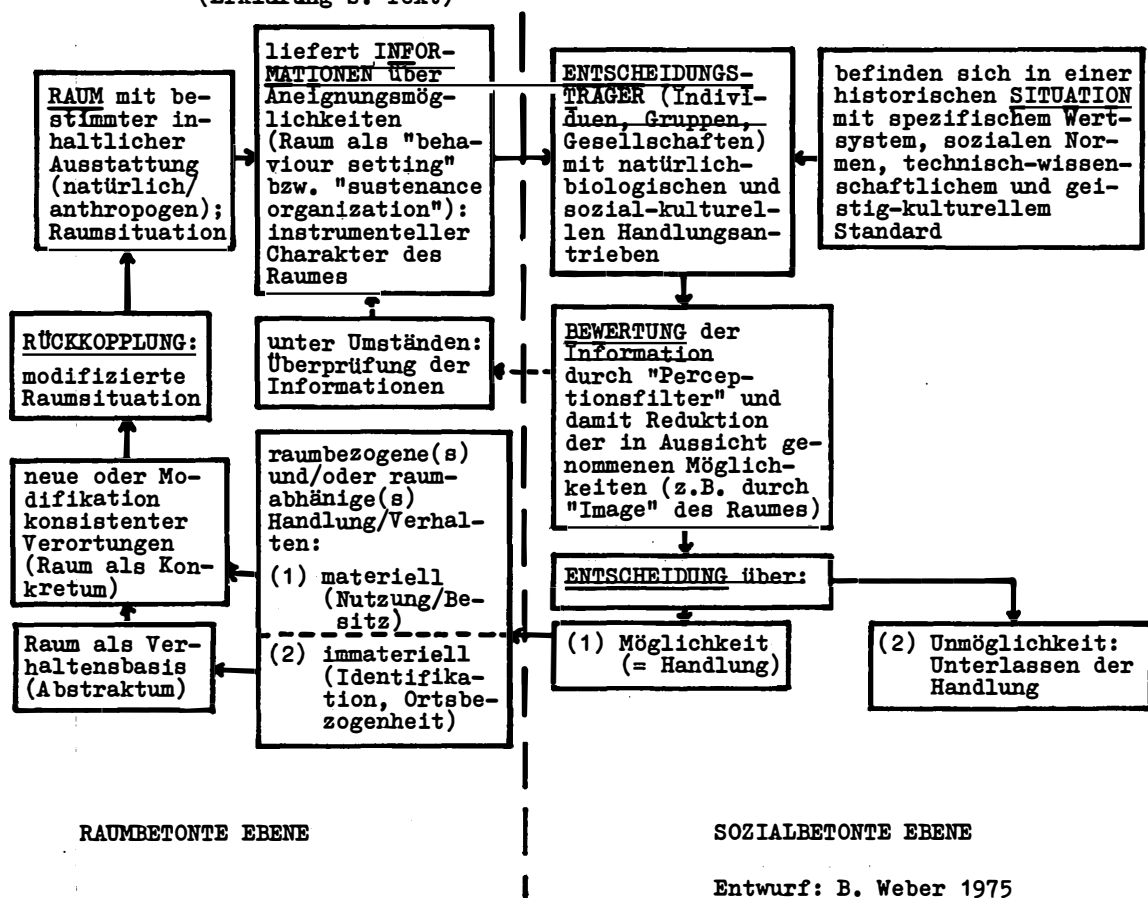 (Erklärung s. Text)
RAUM mit be-
stimmter in-
haltlicher
Ausstattung
(natürlich/
anthropogen);
Raumsituation
liefert INFOR-
MATIONEN über
Aneignungsmög-
lichkeiten
(Raum als "beha-
viour setting"
bzw. "sustenance
organization"):
instrumenteller
Charakter des
Raumes
ENTSCHEIDUNGS-
TRÄGER (Indivi-
duen, Gruppen,
Gesellschaften)
mit natürlich-
biologischen und
sozial-kulturel-
len Handlungsan-
trieben
befinden sich in einer
historischen SITUATION
mit spezifischem Wert-
system, sozialen Nor-
men, technisch-wissen-
schaftlichem und gei-
stig-kulturellem
Standard
RÜCKKOPPLUNG:
modifizierte
Raumsituation
unter Umständen:
Überprüfung der
Informationen
BEWERTUNG der
Information
durch "Percep-
tionsfilter" und
damit Reduktion
der in Aussicht ge-
nommenen Möglich-
keiten (z.B. durch
"Image" des Raumes)
neue oder Mo-
difikation
konsistenter
Verortungen
(Raum als Kon-
kretum)
raumbezogene(s)
und/oder raum-
abhänige(s)
Handlung/Verhal-
ten:
(1) materiell
(Nutzung/Be-
sitz)
(2) immateriell
(Identifika-
tion, Ortsbe-
zogenheit)
ENTSCHEIDUNG über:
Raum als Ver-
haltensbasis
(Abstraktum)
(1) Möglichkeit
(= Handlung)
(2) Unmöglichkeit:
Unterlassen der
Handlung
RAUMBETONTE EBENE
SOZIALBETONTE EBENE
Entwurf: B. Weber 1975